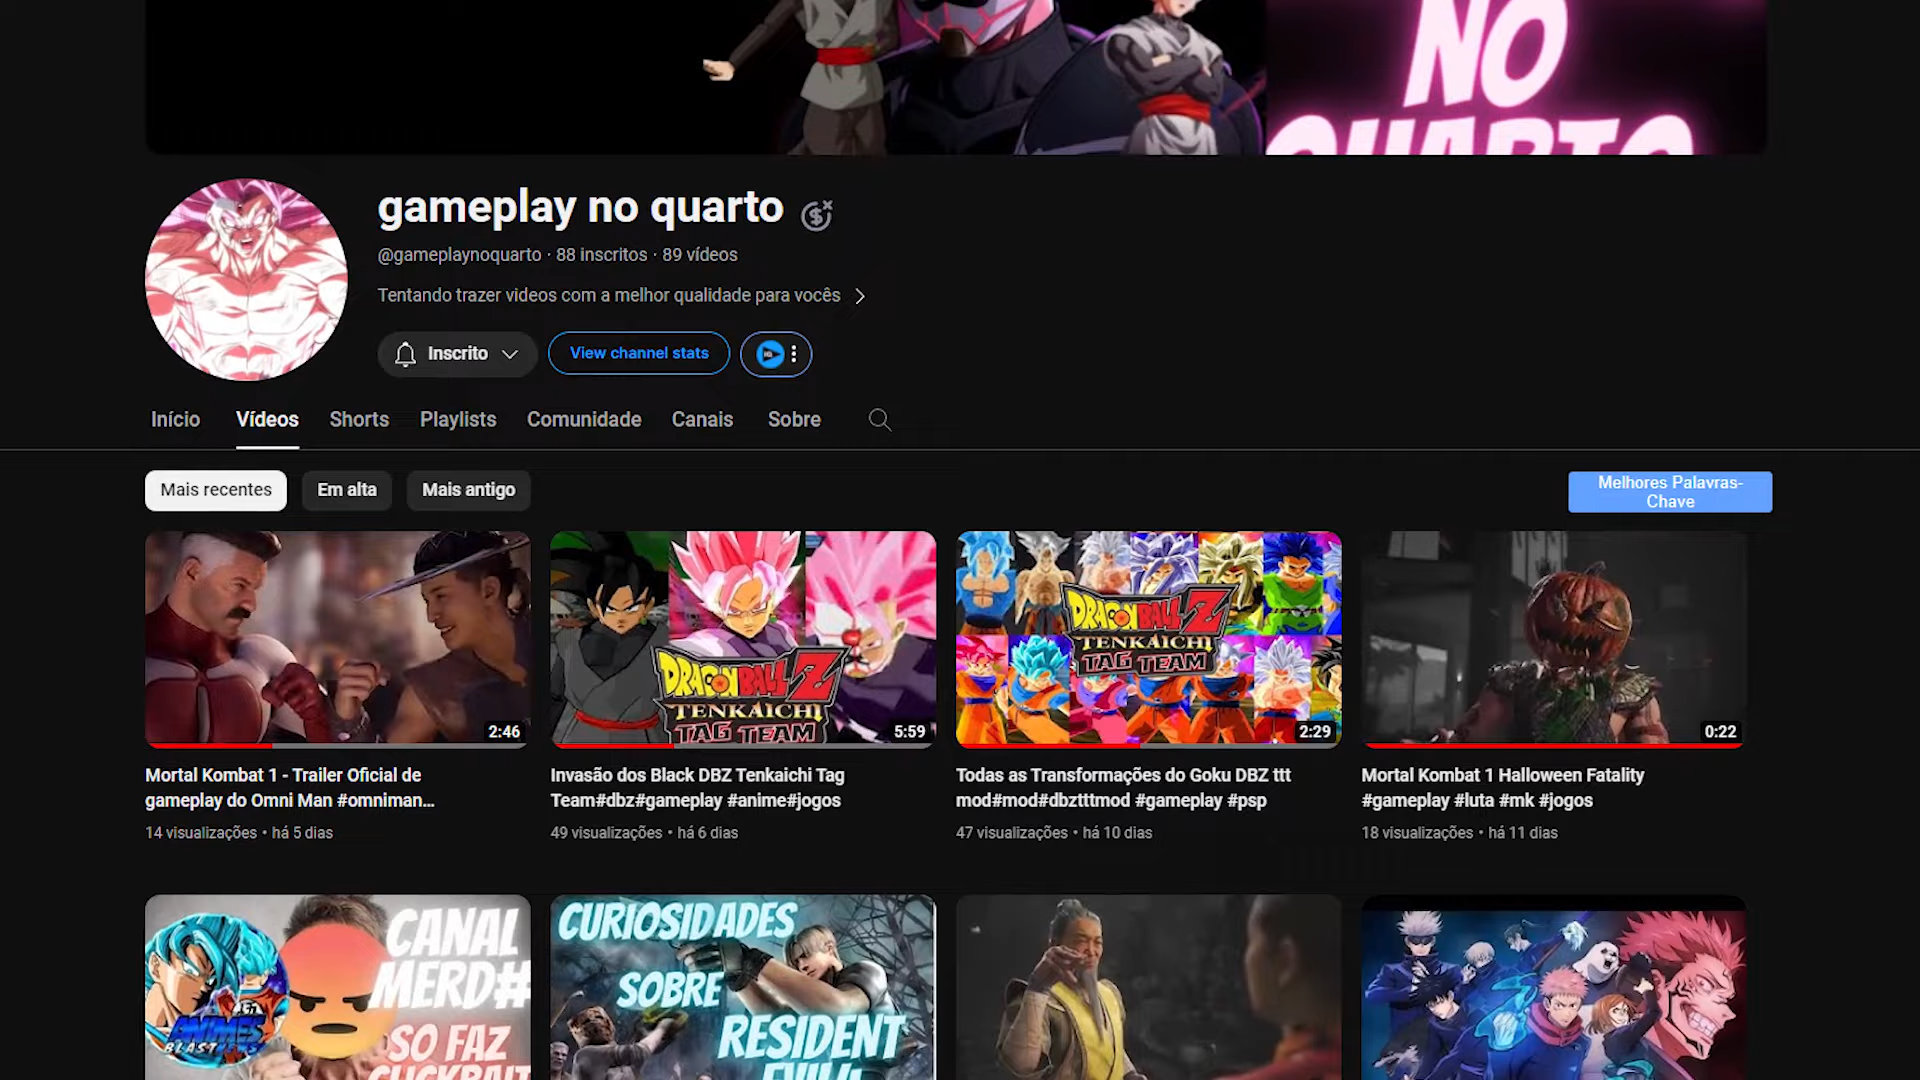 NO
QUARTO
gameplay no quarto
@gameplaynoquarto · 88 inscritos · 89 vídeos
Tentando trazer videos com a melhor qualidade para vocês
Inscrito
View channel stats
Início Vídeos Shorts Playlists Comunidade Canais Sobre
Mais recentes Em alta Mais antigo
Melhores Palavras-
Chave
DRAGON BALL Z
TENKAICHI
TAG TEAM
DRAGON BALL Z
TENKAICHI
TAG TEAM
2:46
5:59
2:29
0:22
Mortal Kombat 1 - Trailer Oficial de
gameplay do Omni Man #omniman...
14 visualizações • há 5 dias
Invasão dos Black DBZ Tenkaichi Tag
Team#dbz#gameplay #anime#jogos
49 visualizações • há 6 dias
Todas as Transformações do Goku DBZ ttt
mod#mod#dbztttmod #gameplay #psp
47 visualizações • há 10 dias
Mortal Kombat 1 Halloween Fatality
#gameplay #luta #mk #jogos
18 visualizações • há 11 dias
CANAL
MERD#
SO FAZ
CLICKBAIT
ANIMES
BLAST
CURIOSIDADES
SOBRE
RESIDENT
EVIL 4